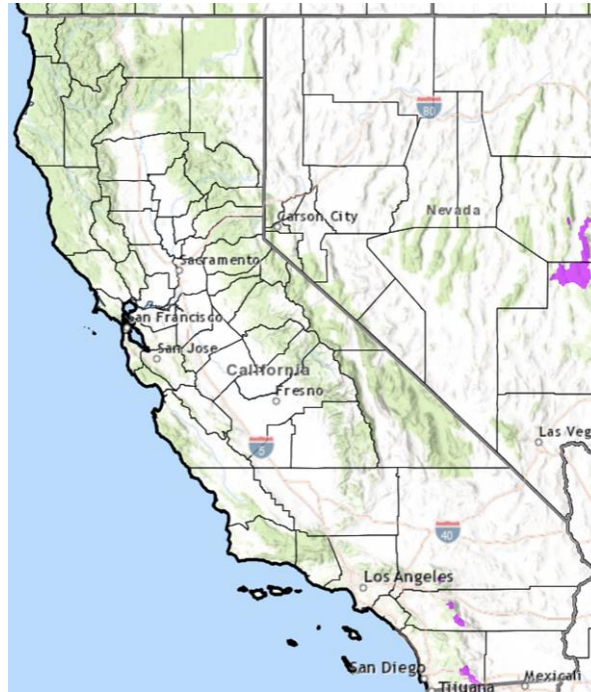 80
Carson City
Nevada
Sacramento
San Francisco
San Jose
California
Fresno
Las Veg
5
40
Los Angeles
San Diego
Mexicali
Tijuana